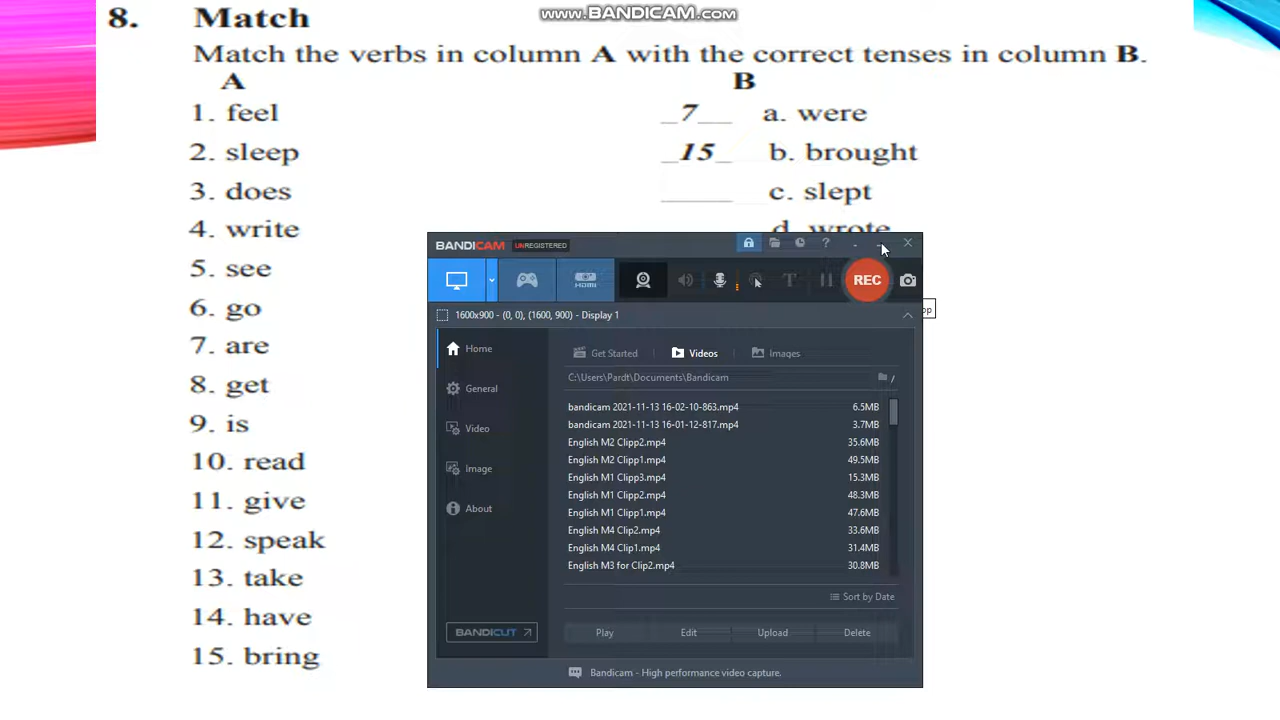 www.BANDICAM.com
8. Match
Match the verbs in column A with the correct tenses in column B.
A B
1. feel _7__ a. were
2. sleep _15_ b. brought
3. does ____ c. slept
4. write d. wrote
5. see
6. go
7. are
8. get
9. is
10. read
11. give
12. speak
13. take
14. have
15. bring
BANDICAM UNREGISTERED ?
HDMI T REC
1600x900 - (0, 0), (1600, 900) - Display 1
Home
General
Video
Image
About
BANDICUT
Get Started Videos Images
C:\Users\Pardt\Documents\Bandicam
bandicam 2021-11-13 16-02-10-863.mp4 6.5MB
bandicam 2021-11-13 16-01-12-817.mp4 3.7MB
English M2 Clipp2.mp4 35.6MB
English M2 Clipp1.mp4 49.5MB
English M1 Clipp3.mp4 15.3MB
English M1 Clipp2.mp4 48.3MB
English M1 Clipp1.mp4 47.6MB
English M4 Clip2.mp4 33.6MB
English M4 Clip1.mp4 31.4MB
English M3 for Clip2.mp4 30.8MB
Sort by Date
Play Edit Upload Delete
Bandicam - High performance video capture.